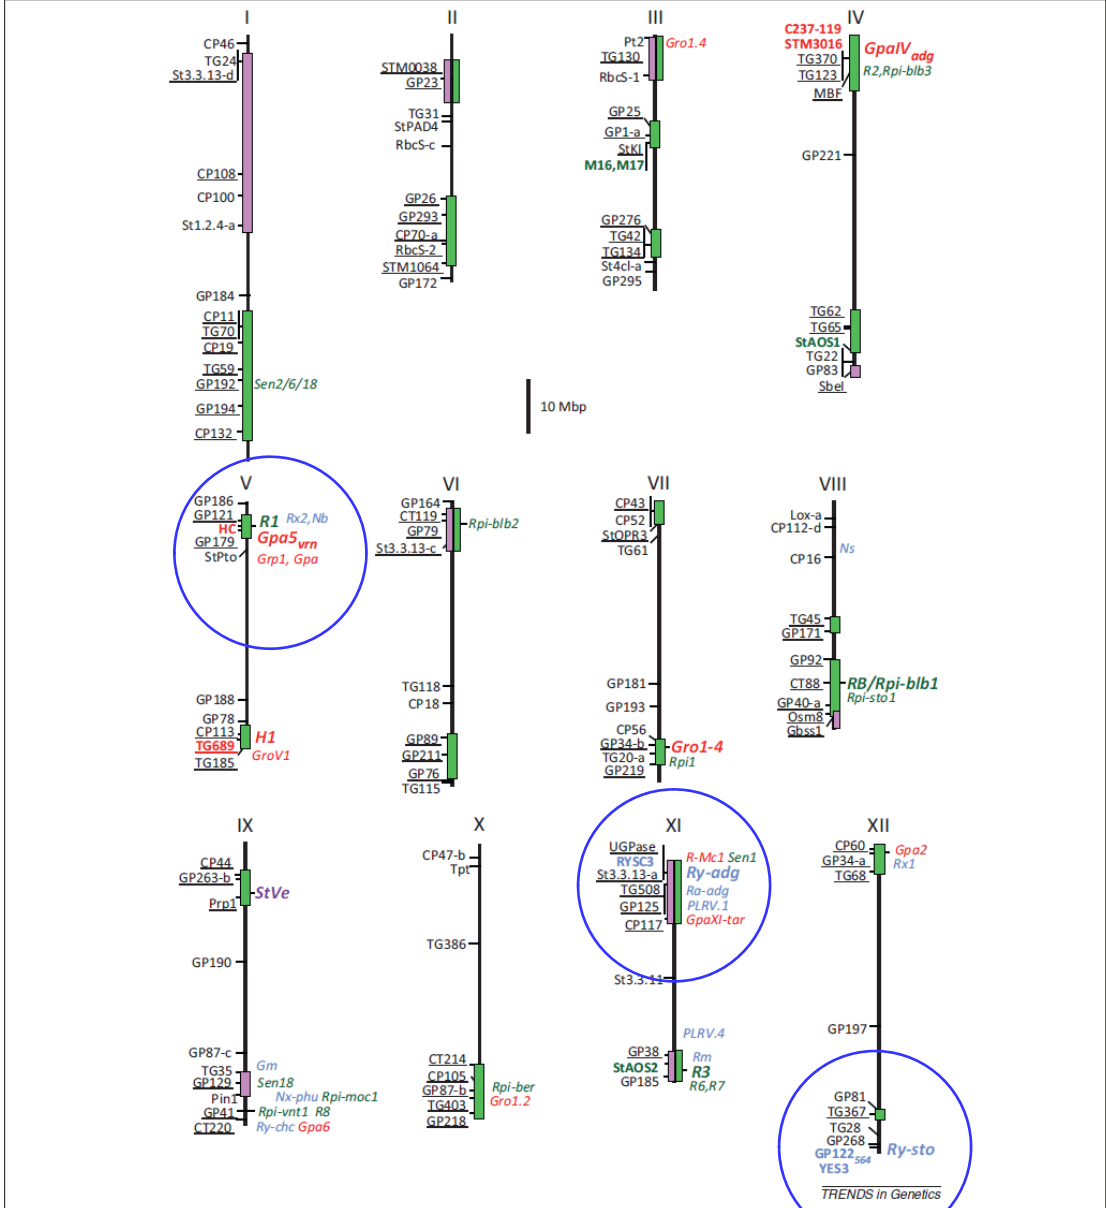 I
II
III
IV
CP46
TG24
St3.3.13-d
CP108
CP100
St1.2.4-a
GP184
CP11
TG70
CP19
TG59
GP192 Sen2/6/18
GP194
CP132
STM0038
GP23
TG31
StPAD4
RbcS-c
GP26
GP293
CP70-a
RbcS-2
STM1064
GP172
Pt2 Gro1.4
TG130
RbcS-1
GP25
GP1-a
StKI
M16,M17
GP276
TG42
TG134
St4cl-a
GP295
C237-119
STM3016 GpaIVadg
TG370
TG123 R2,Rpi-blb3
MBF
GP221
TG62
TG65
StAOS1
TG22
GP83
SbeI
10 Mbp
V
VI
VII
VIII
GP186
GP121 R1 Rx2,Nb
HC Gpa5vrn
GP179
StPto Grp1, Gpa
GP188
GP78
CP113 H1
TG689
TG185 GroV1
GP164
CT119 Rpi-blb2
GP79
St3.3.13-c
TG118
CP18
GP89
GP211
GP76
TG115
CP43
CP52
StOPR3
TG61
GP181
GP193
CP56
GP34-b Gro1-4
TG20-a Rpi1
GP219
Lox-a
CP112-d
Ns
CP16
TG45
GP171
GP92
CT88 RB/Rpi-blb1
Rpi-sto1
GP40-a
Osm8
Gbss1
IX
X
XI
XII
CP44
GP263-b
StVe
Prp1
GP190
GP87-c
TG35 Gm
GP129 Sen18
Pin1 Nx-phu Rpi-moc1
GP41 Rpi-vnt1 R8
CT220 Ry-chc Gpa6
CP47-b
Tpt
TG386
CT214
CP105 Rpi-ber
GP87-b Gro1.2
TG403
GP218
UGPase
RYSC3 R-Mc1 Sen1
St3.3.13-a Ry-adg
TG508 Ra-adg
GP125 PLRV.1
CP117 GpaXI-tar
St3.3.11
PLRV.4
GP38 Rm
StAOS2 R3
GP185 R6,R7
CP60 Gpa2
GP34-a Rx1
TG68
GP197
GP81
TG367
TG28
GP268 Ry-sto
GP122 564
YES3
TRENDS in Genetics